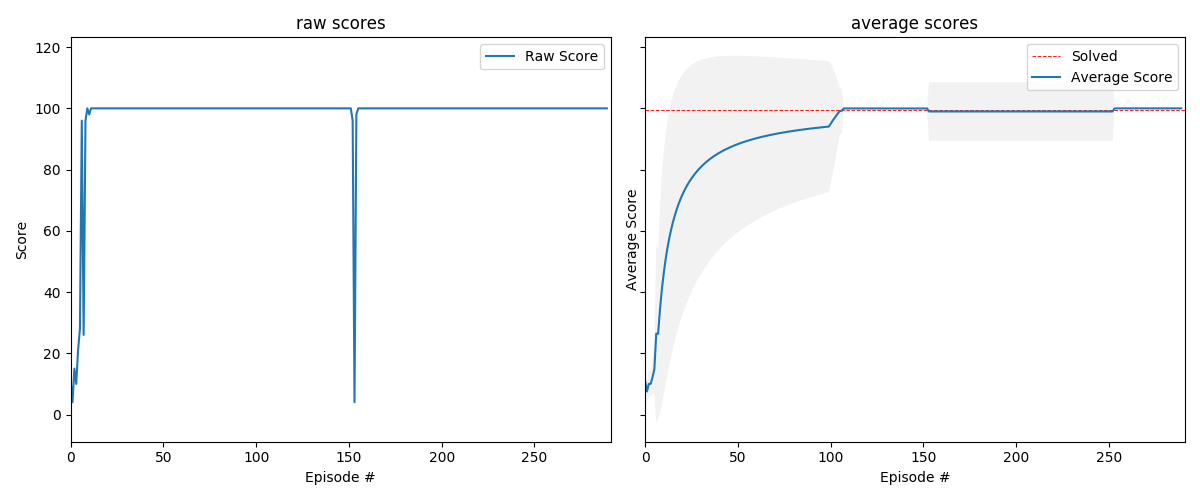 raw scores
Raw Score
120
100
80
60
40
20
0
Score
0 50 100 150 200 250
Episode #
average scores
Solved
Average Score
Average Score
0 50 100 150 200 250
Episode #